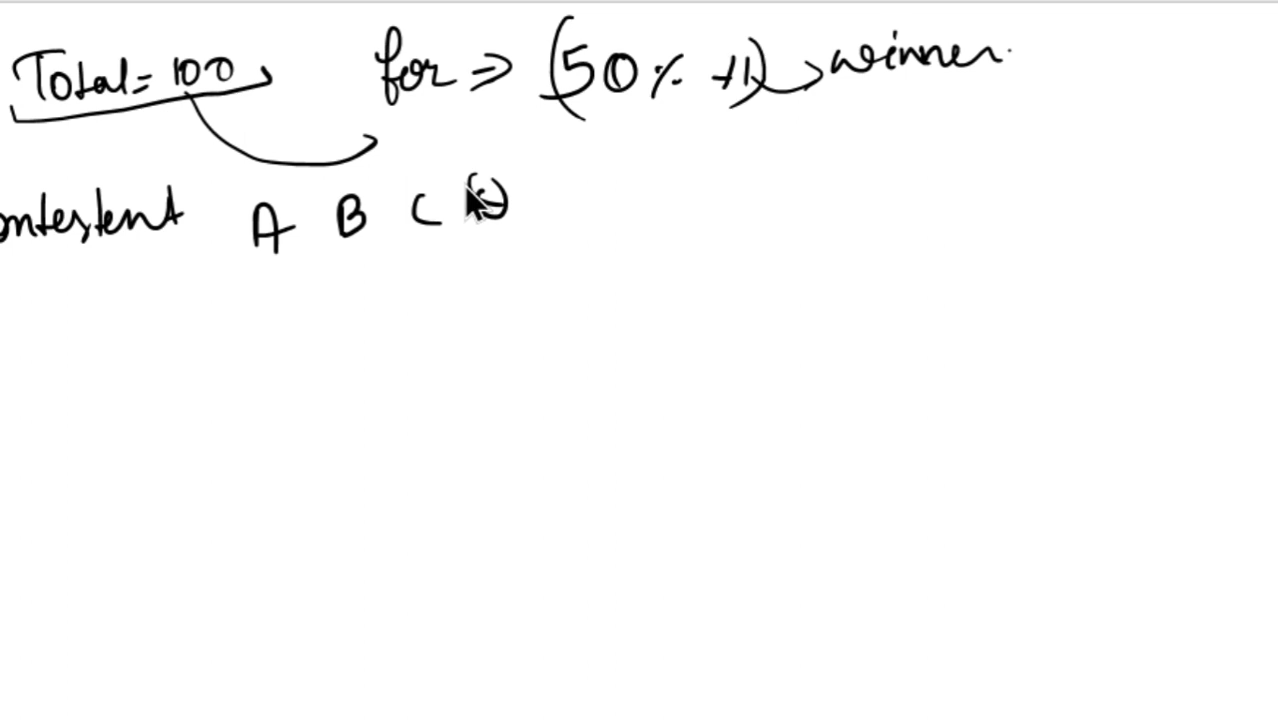 Total = 100 for => (50% +1) winner
ontestent A B C